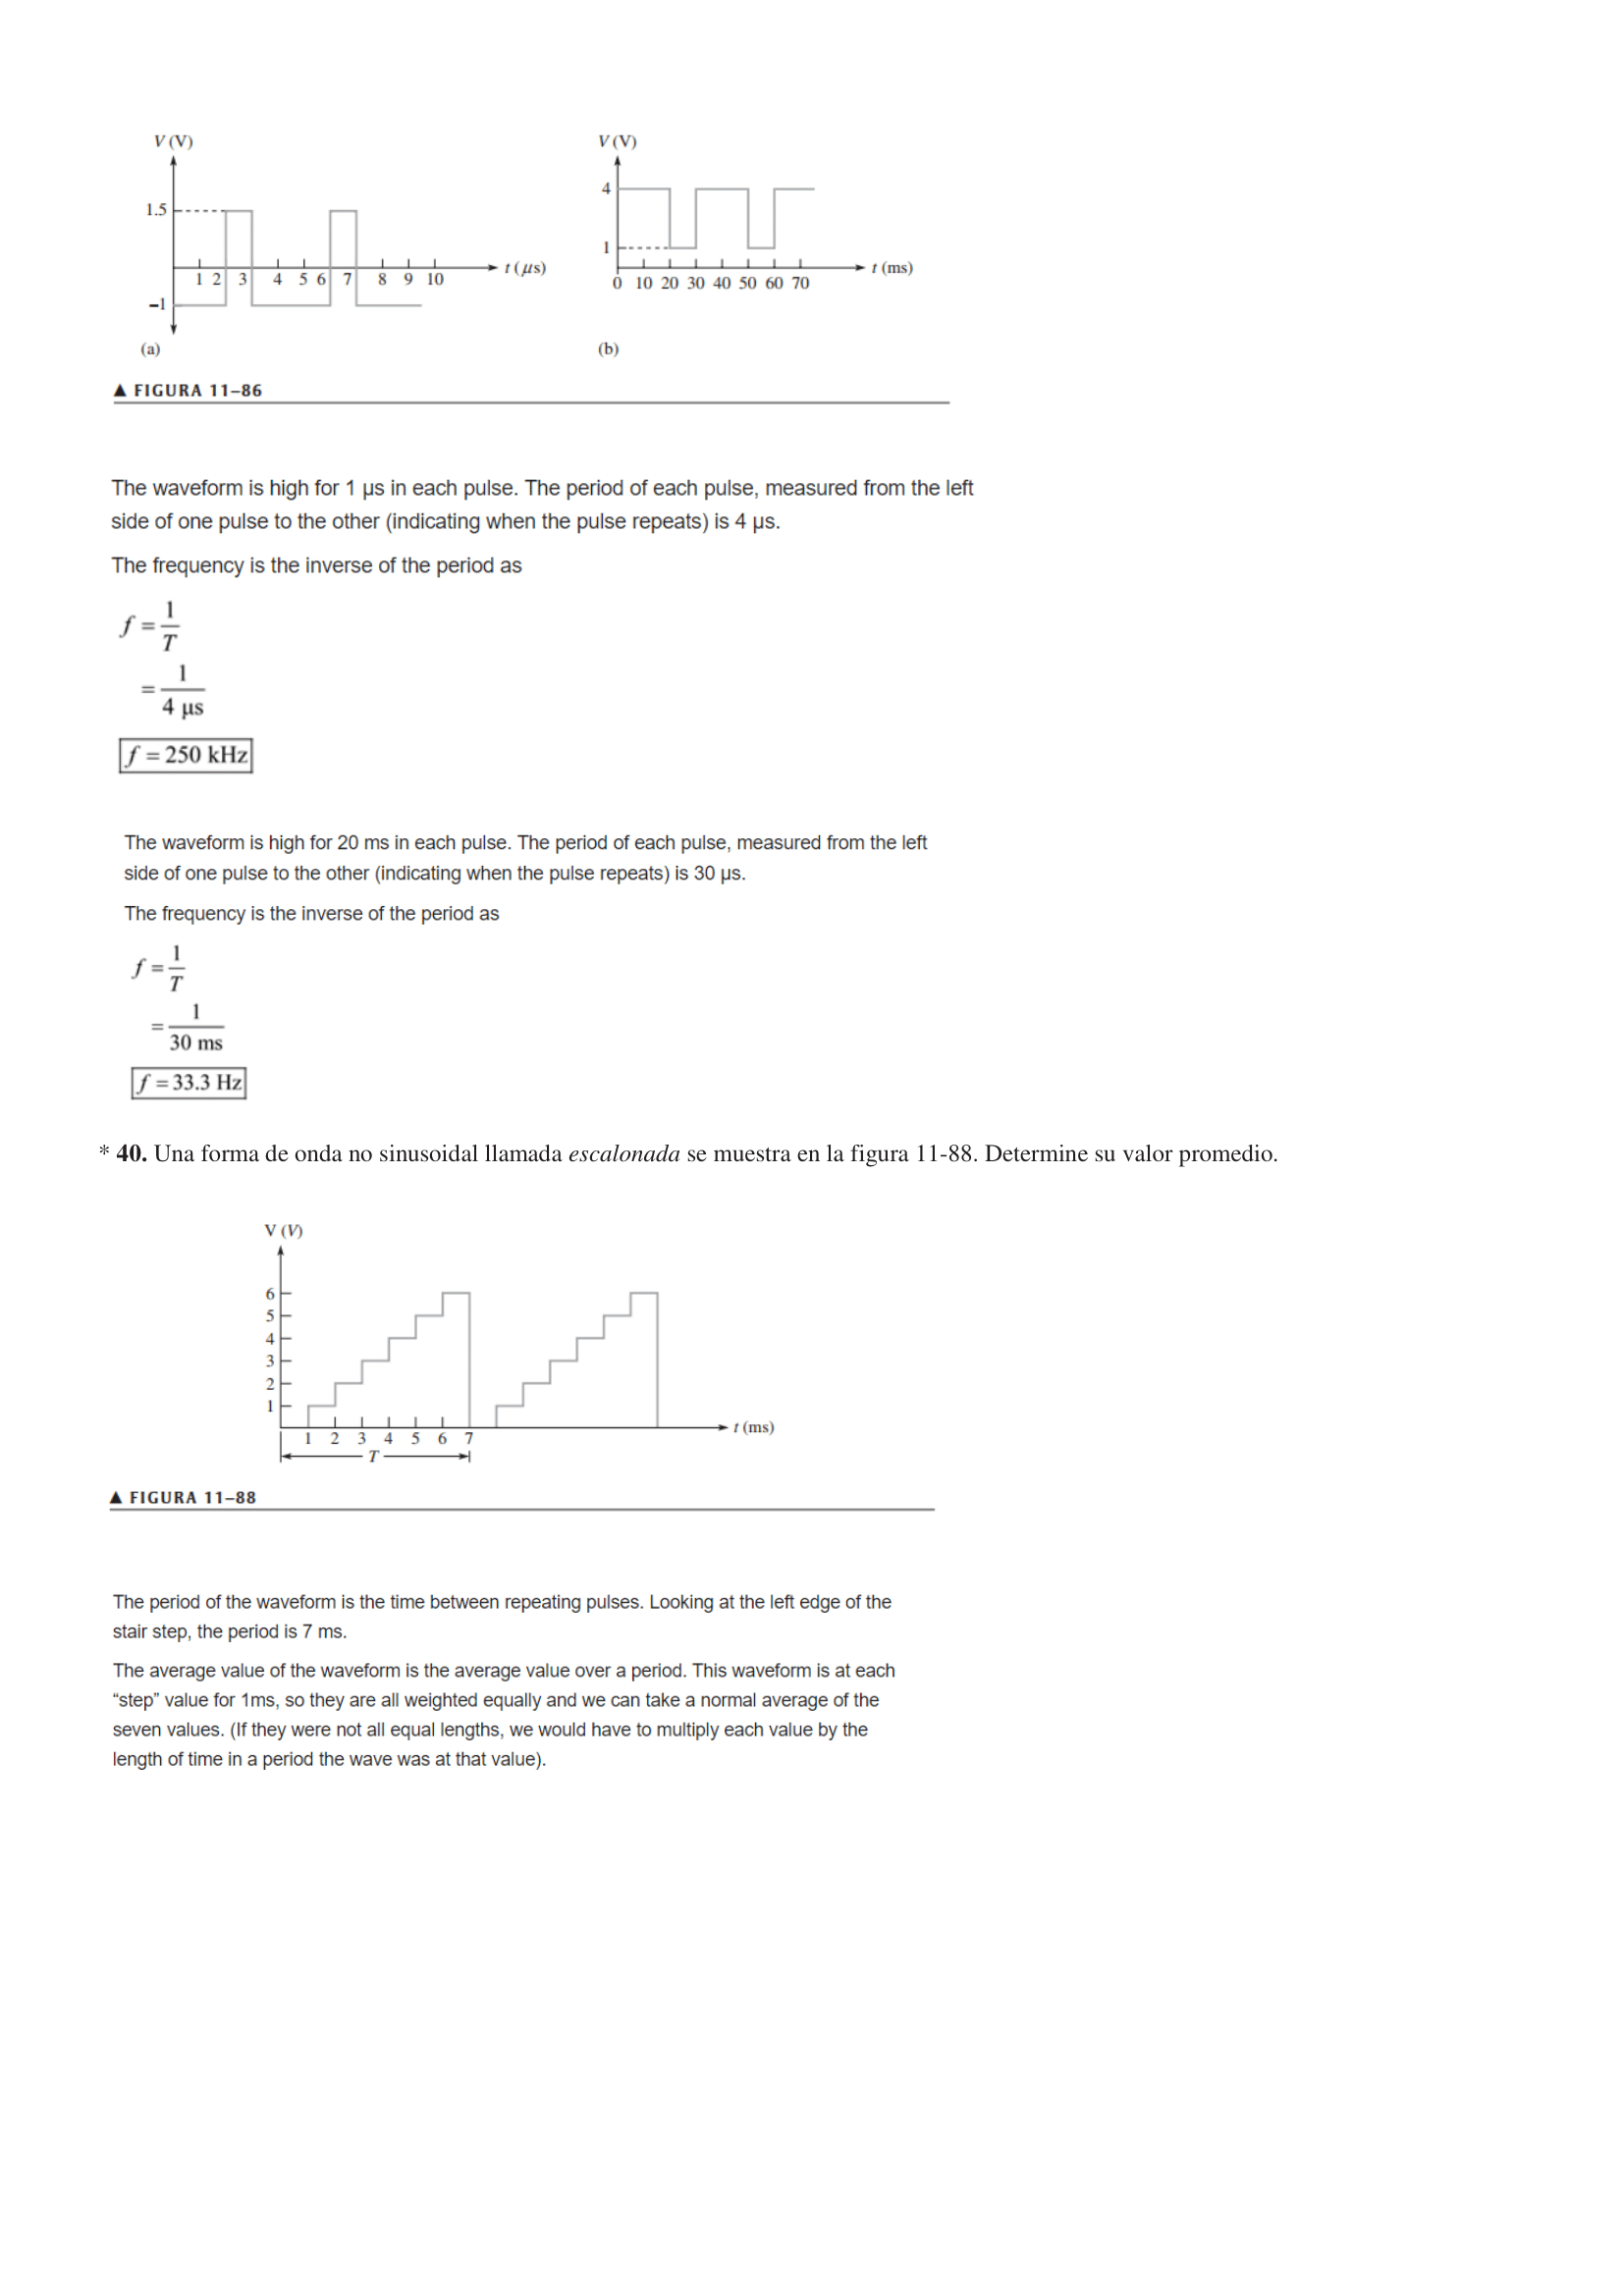 V (V)
1.5
1 2 3 4 5 6 7 8 9 10
t (μs)
–1
(a)
V (V)
4
1
0 10 20 30 40 50 60 70
t (ms)
(b)
▲ FIGURA 11–86
The waveform is high for 1 μs in each pulse. The period of each pulse, measured from the left
side of one pulse to the other (indicating when the pulse repeats) is 4 μs.
The frequency is the inverse of the period as
f = 1/T
= 1/4 μs
f = 250 kHz
The waveform is high for 20 ms in each pulse. The period of each pulse, measured from the left
side of one pulse to the other (indicating when the pulse repeats) is 30 μs.
The frequency is the inverse of the period as
f = 1/T
= 1/30 ms
f = 33.3 Hz
* 40. Una forma de onda no sinusoidal llamada escalonada se muestra en la figura 11-88. Determine su valor promedio.
V (V)
6
5
4
3
2
1
1 2 3 4 5 6 7
t (ms)
T
▲ FIGURA 11–88
The period of the waveform is the time between repeating pulses. Looking at the left edge of the
stair step, the period is 7 ms.
The average value of the waveform is the average value over a period. This waveform is at each
“step” value for 1ms, so they are all weighted equally and we can take a normal average of the
seven values. (If they were not all equal lengths, we would have to multiply each value by the
length of time in a period the wave was at that value).